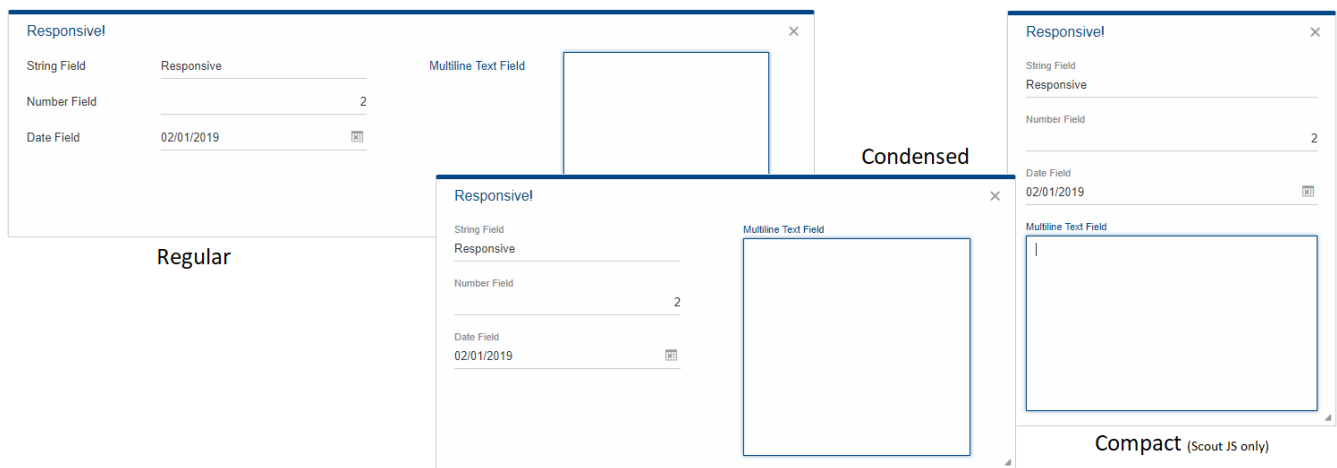 Responsive!
String Field Responsive Multiline Text Field
Number Field 2
Date Field 02/01/2019
Regular
Condensed
Responsive!
String Field Multiline Text Field
Responsive
Number Field
2
Date Field
02/01/2019
Responsive!
String Field
Responsive
Number Field
2
Date Field
02/01/2019
Multiline Text Field
Compact (Scout JS only)